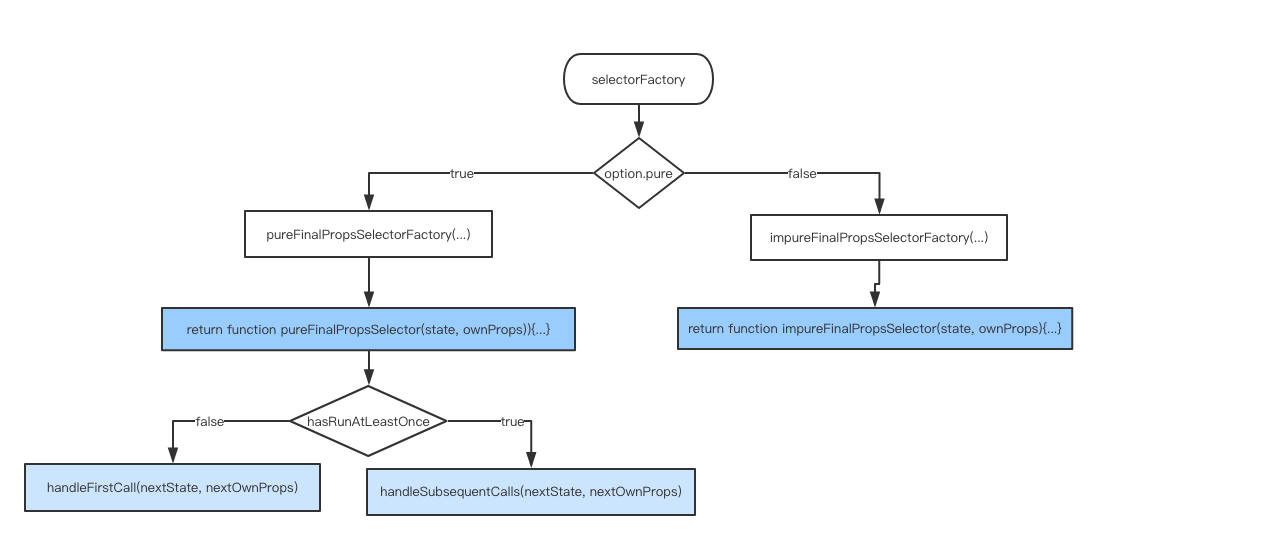 selectorFactory
option.pure
true
false
pureFinalPropsSelectorFactory(...)
impureFinalPropsSelectorFactory(...)
return function pureFinalPropsSelector(state, ownProps)){...}
return function impureFinalPropsSelector(state, ownProps){...}
hasRunAtLeastOnce
false
true
handleFirstCall(nextState, nextOwnProps)
handleSubsequentCalls(nextState, nextOwnProps)